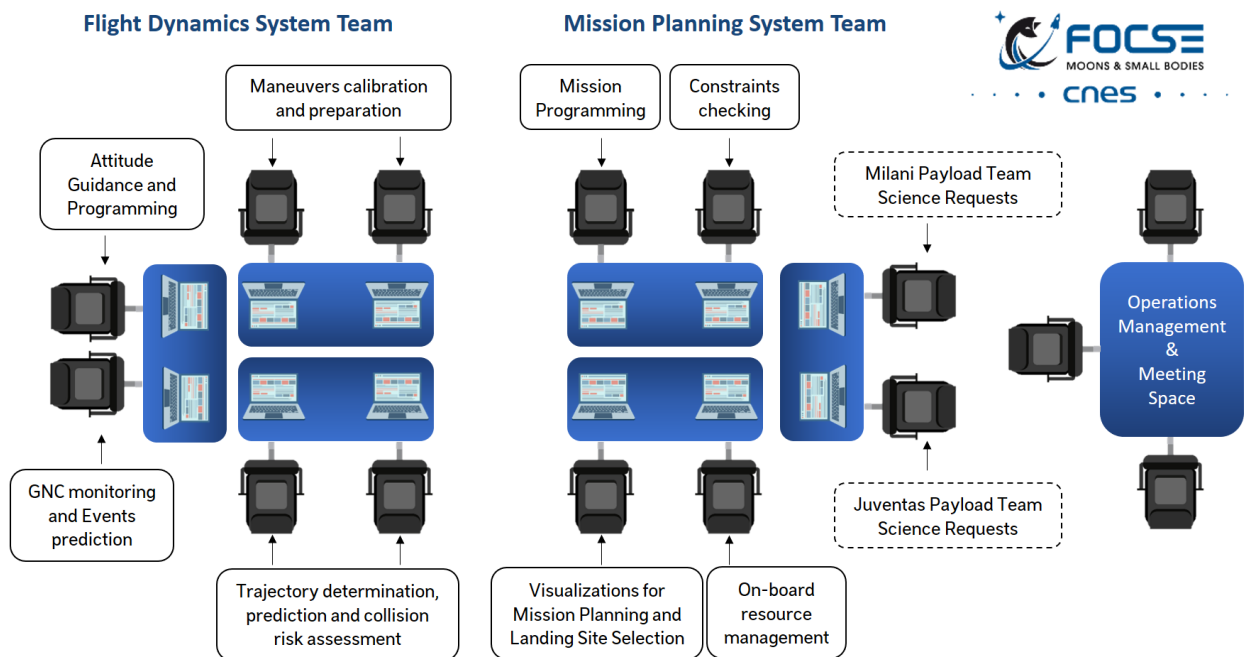 Flight Dynamics System Team
Mission Planning System Team
FOCSE
MOONS & SMALL BODIES
cnes
Maneuvers calibration
and preparation
Mission
Programming
Constraints
checking
Attitude
Guidance and
Programming
Milani Payload Team
Science Requests
Operations
Management
&
Meeting
Space
GNC monitoring
and Events
prediction
Juventas Payload Team
Science Requests
Trajectory determination,
prediction and collision
risk assessment
Visualizations for
Mission Planning and
Landing Site Selection
On-board
resource
management